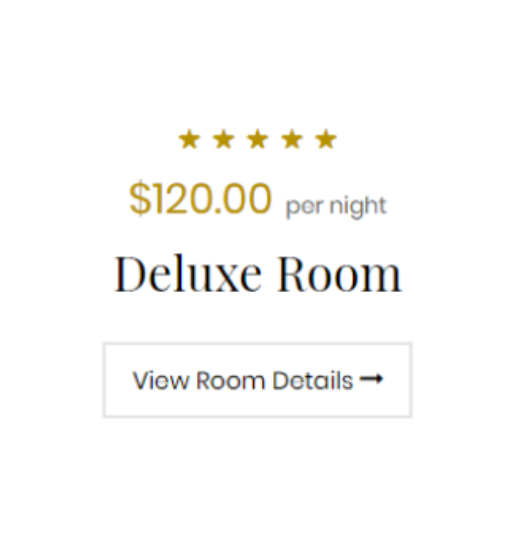 ★ ★ ★ ★ ★
$120.00 per night
Deluxe Room
View Room Details →